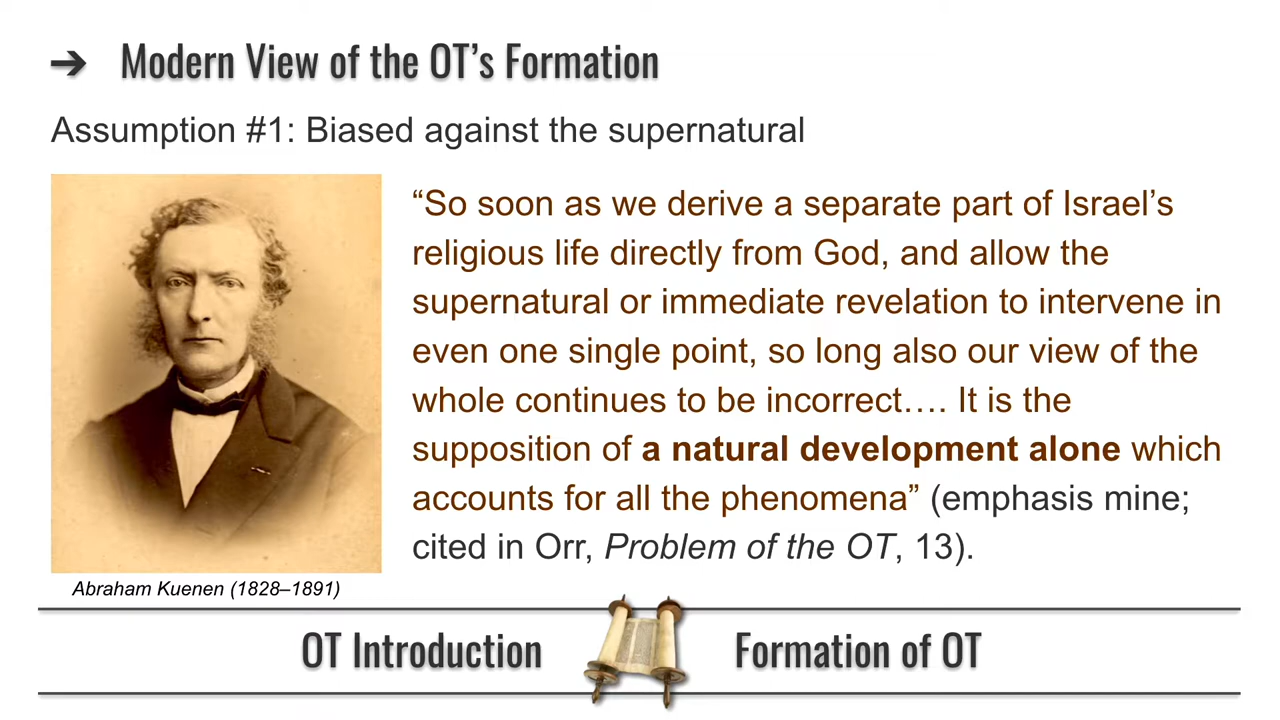 ➔ Modern View of the OT’s Formation
Assumption #1: Biased against the supernatural
“So soon as we derive a separate part of Israel’s
religious life directly from God, and allow the
supernatural or immediate revelation to intervene in
even one single point, so long also our view of the
whole continues to be incorrect…. It is the
supposition of a natural development alone which
accounts for all the phenomena” (emphasis mine;
cited in Orr, Problem of the OT, 13).
Abraham Kuenen (1828–1891)
OT Introduction
Formation of OT